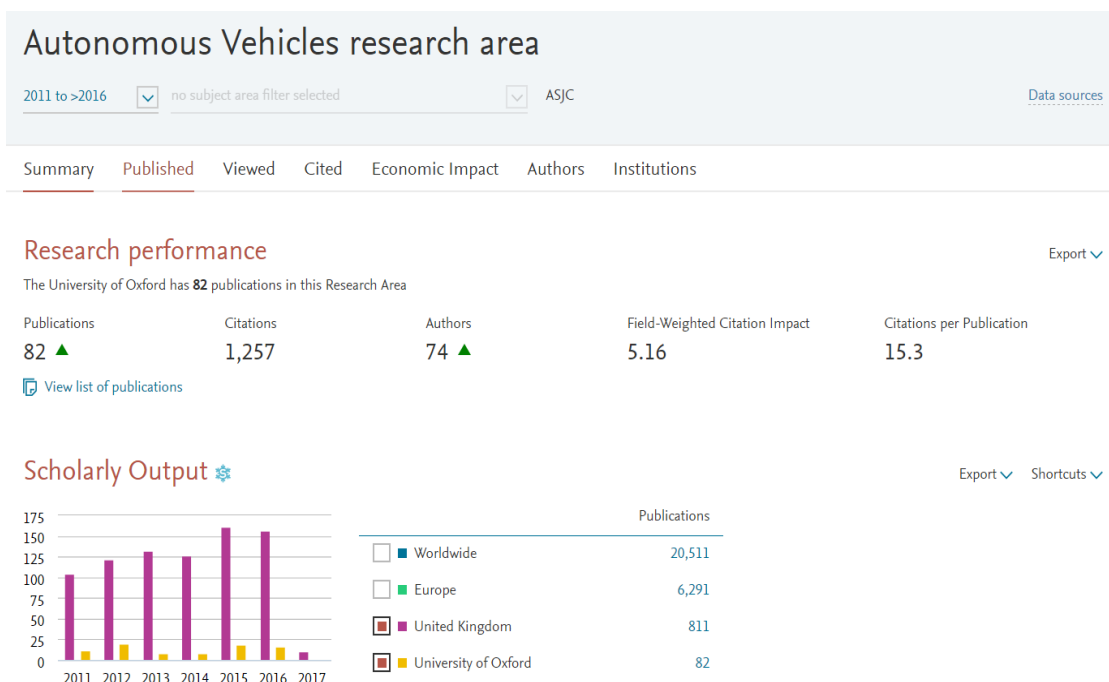 Autonomous Vehicles research area
2011 to >2016 no subject area filter selected ASJC Data sources
Summary Published Viewed Cited Economic Impact Authors Institutions
Research performance Export
The University of Oxford has 82 publications in this Research Area
Publications Citations Authors Field-Weighted Citation Impact Citations per Publication
82 1,257 74 5.16 15.3
View list of publications
Scholarly Output Export Shortcuts
Publications
175
150
125
100
75
50
25
0
2011 2012 2013 2014 2015 2016 2017
Worldwide 20,511
Europe 6,291
United Kingdom 811
University of Oxford 82